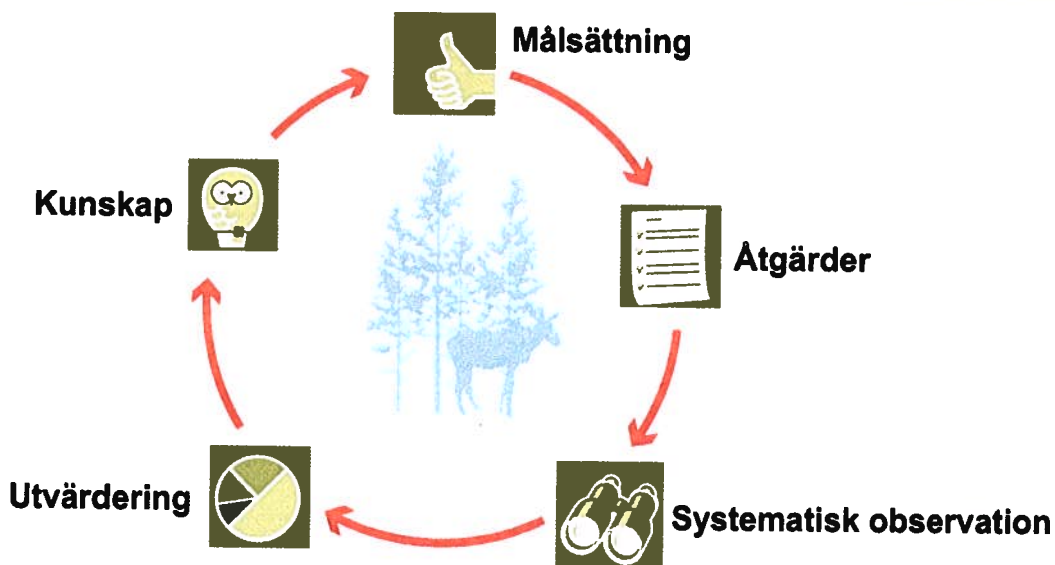 Målsättning
Kunskap
Åtgärder
Utvärdering
Systematisk observation